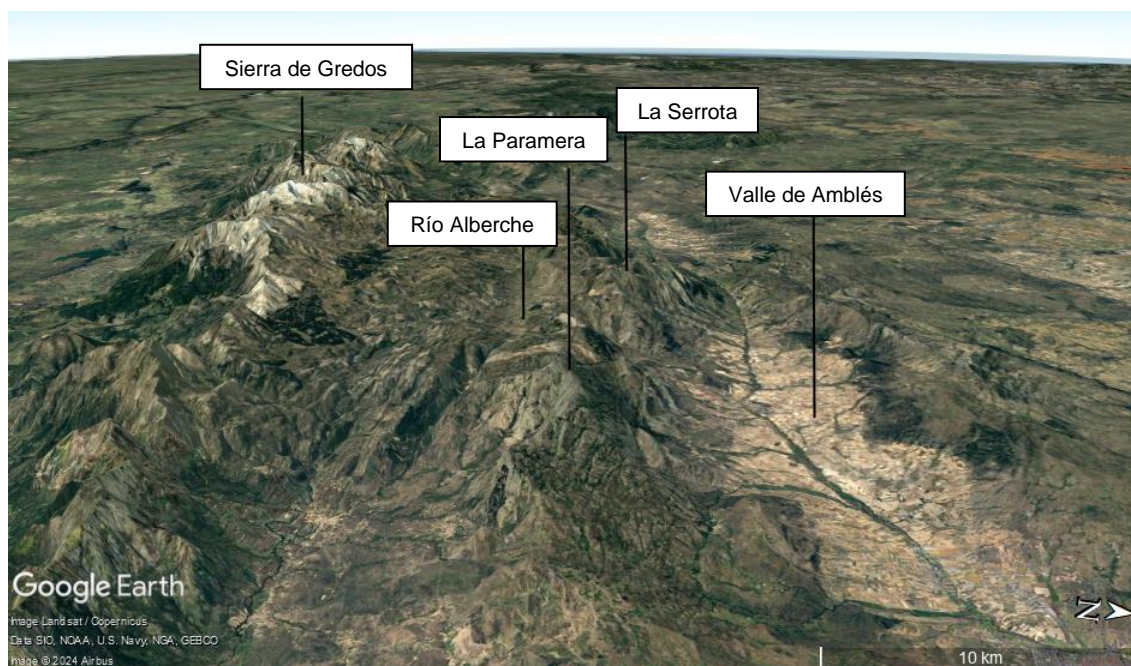 Sierra de Gredos
La Serrota
La Paramera
Valle de Amblés
Río Alberche
Google Earth
Image Landsat / Copernicus
Data SIO, NOAA, U.S. Navy, NGA, GEBCO
Image © 2024 Airbus
N
10 km